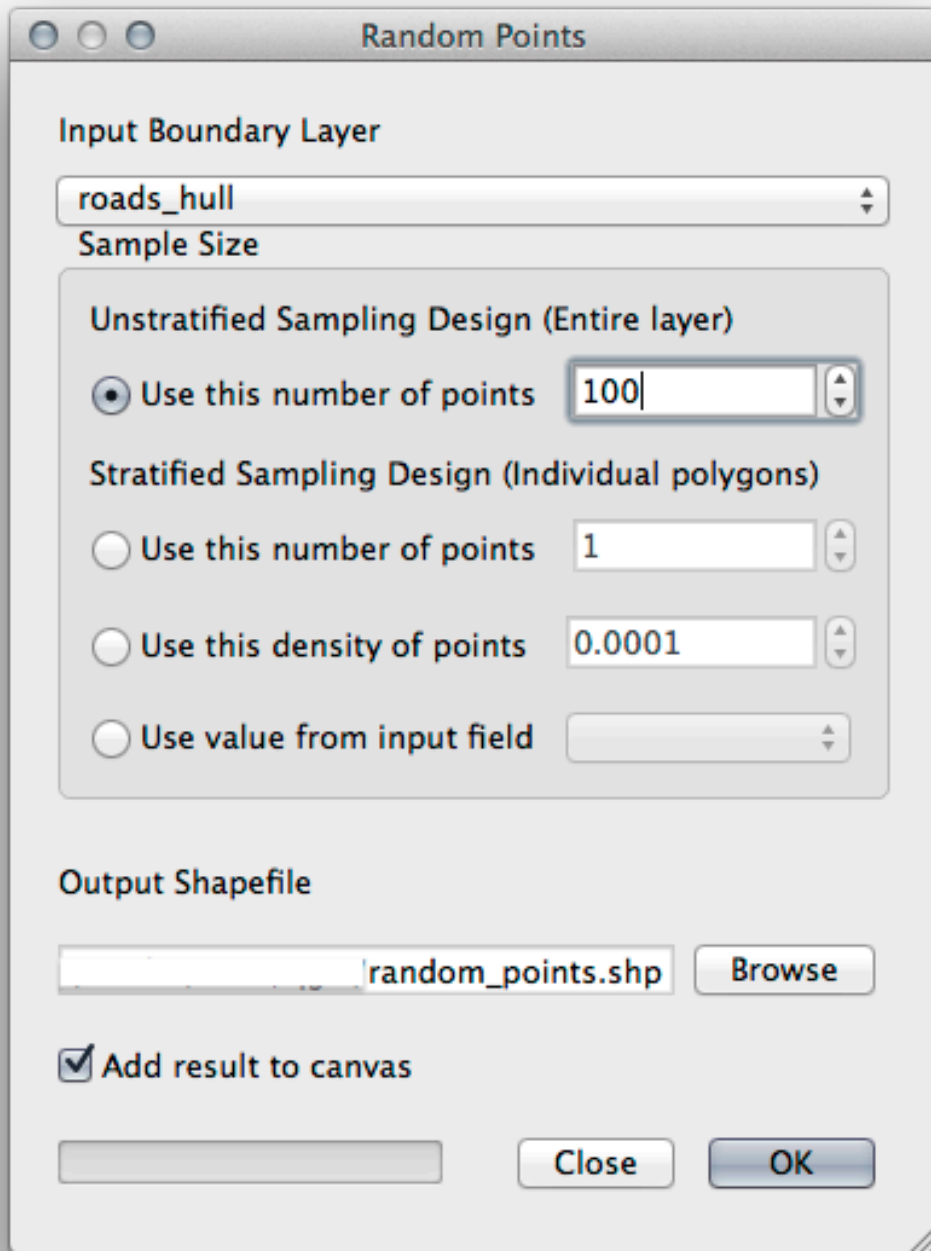 Random Points
Input Boundary Layer
roads_hull
Sample Size
Unstratified Sampling Design (Entire layer)
Use this number of points 100
Stratified Sampling Design (Individual polygons)
Use this number of points 1
Use this density of points 0.0001
Use value from input field
Output Shapefile
/random_points.shp Browse
Add result to canvas
Close OK